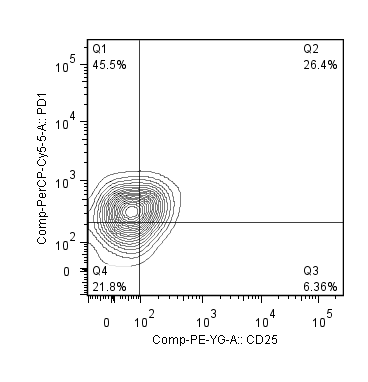 Q1
45.5%
Q2
26.4%
10^5
10^4
10^3
10^2
0
Comp-PerCP-Cy5-5-A:: PD1
Q4
21.8%
Q3
6.36%
0 10^2 10^3 10^4 10^5
Comp-PE-YG-A:: CD25